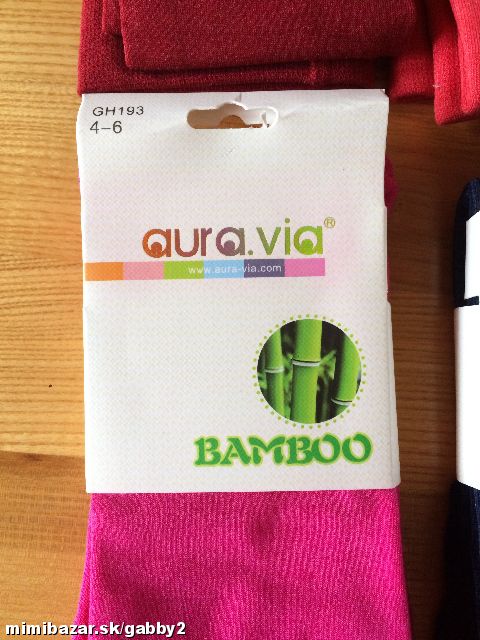 GH193
4-6
aura.via®
www.aura-via.com
BAMBOO
mimibazar.sk/gabby2